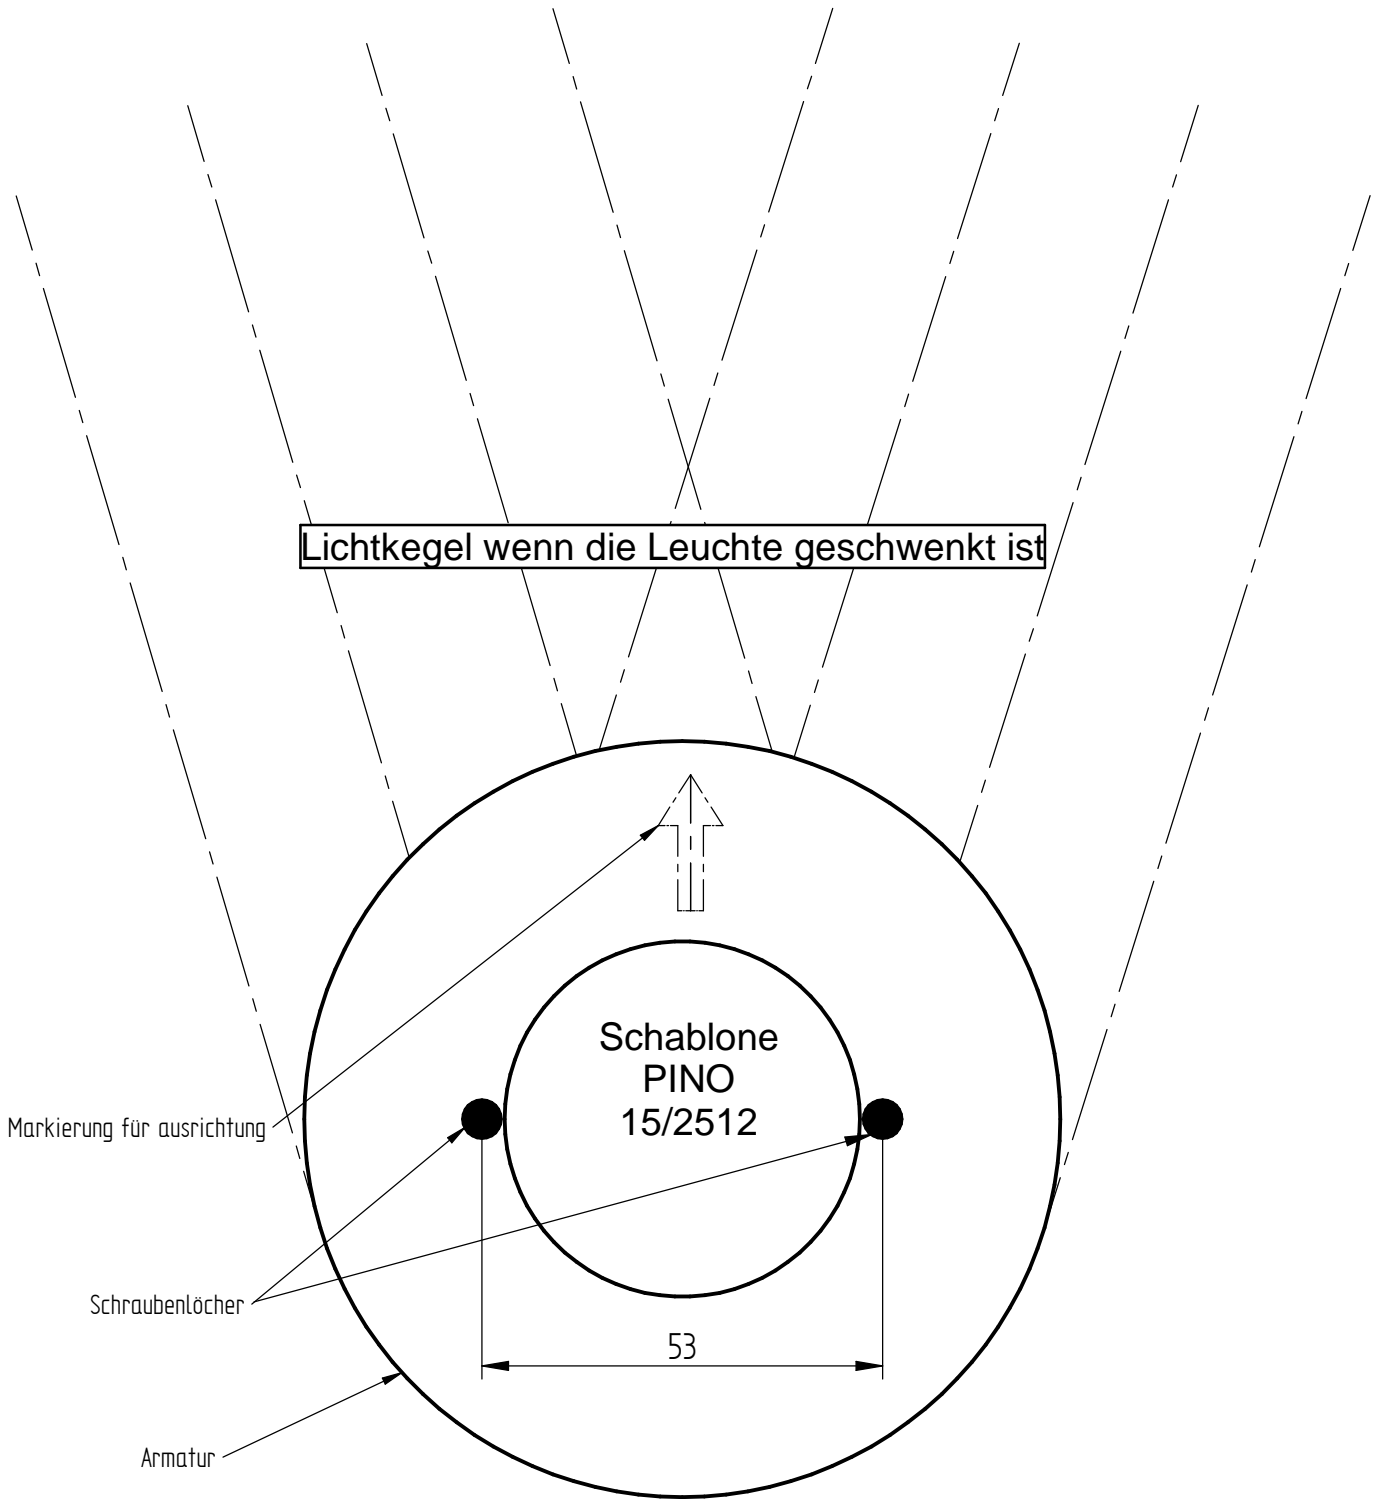 Lichtkegel wenn die Leuchte geschwenkt ist
Schablone
PINO
15/2512
Markierung für ausrichtung
Schraubenlöcher
53
Armatur